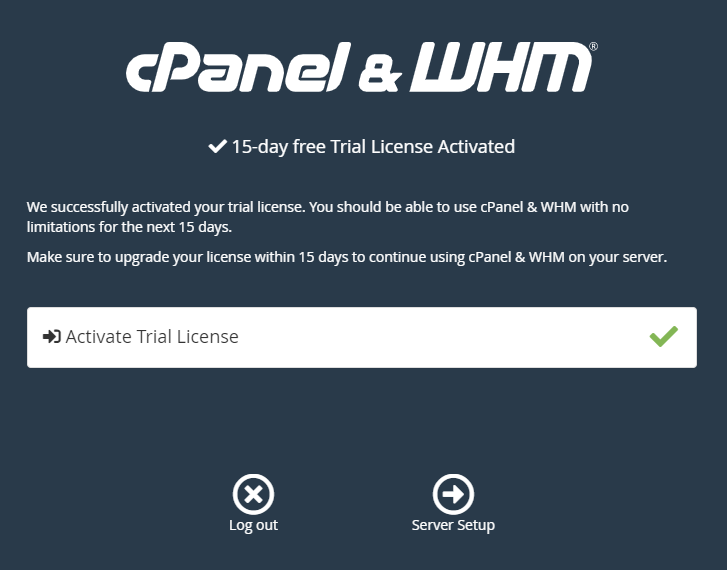 cPanel & WHM®
15-day free Trial License Activated
We successfully activated your trial license. You should be able to use cPanel & WHM with no
limitations for the next 15 days.
Make sure to upgrade your license within 15 days to continue using cPanel & WHM on your server.
Activate Trial License
Log out
Server Setup